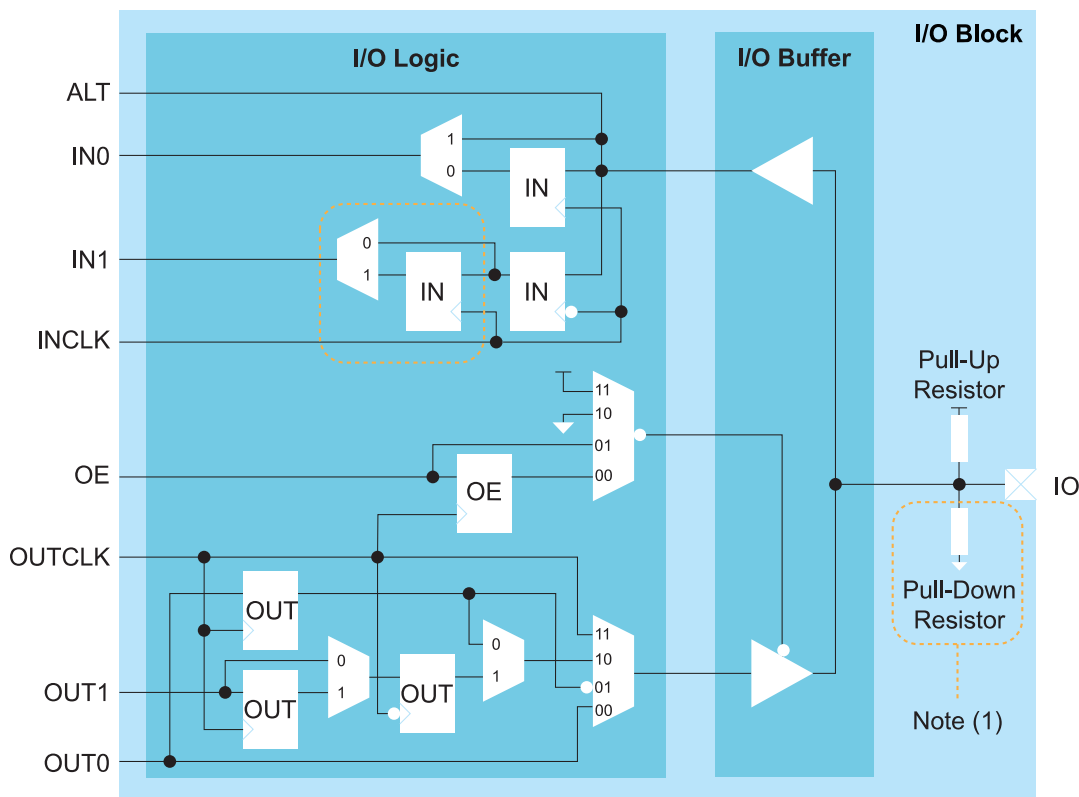 I/O Block
I/O Logic
I/O Buffer
ALT
1
IN0
0
IN
0
IN1
1
IN
IN
INCLK
Pull-Up
Resistor
11
10
01
OE
00
OE
IO
OUTCLK
Pull-Down
Resistor
OUT
11
0
10
0
1
01
OUT1
1
OUT
OUT
00
Note (1)
OUT0